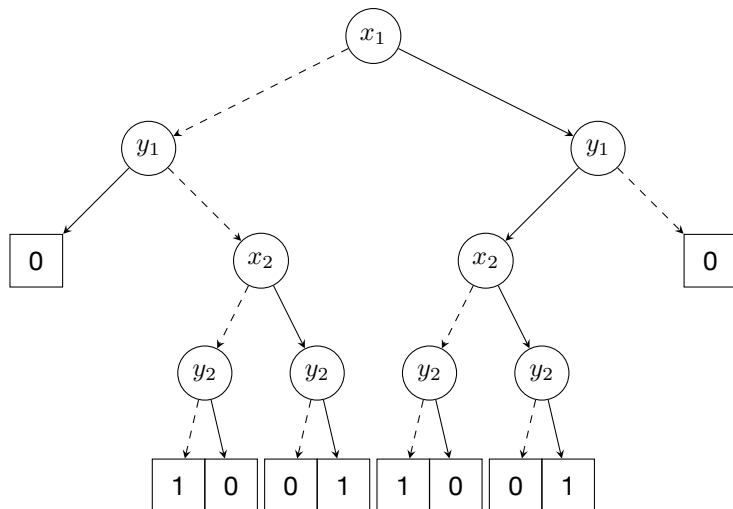 x₁
y₁ y₁
0 x₂ x₂ 0
y₂ y₂ y₂ y₂
1 0 0 1 1 0 0 1